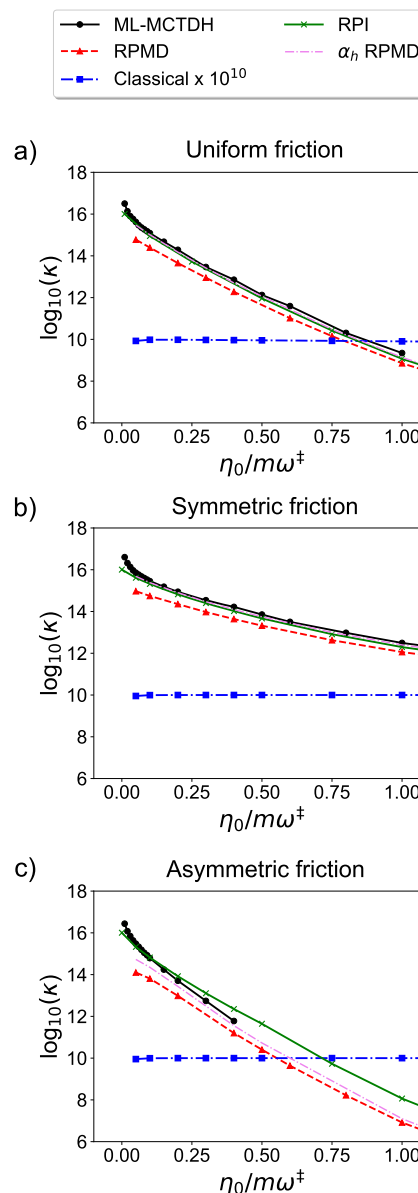 ML-MCTDH
RPMD
Classical x 10¹⁰
RPI
αₕ RPMD
a)
Uniform friction
18
16
14
12
10
8
6
log₁₀(κ)
0.00 0.25 0.50 0.75 1.00
η₀/mω‡
b)
Symmetric friction
18
16
14
12
10
8
6
log₁₀(κ)
0.00 0.25 0.50 0.75 1.00
η₀/mω‡
c)
Asymmetric friction
18
16
14
12
10
8
6
log₁₀(κ)
0.00 0.25 0.50 0.75 1.00
η₀/mω‡